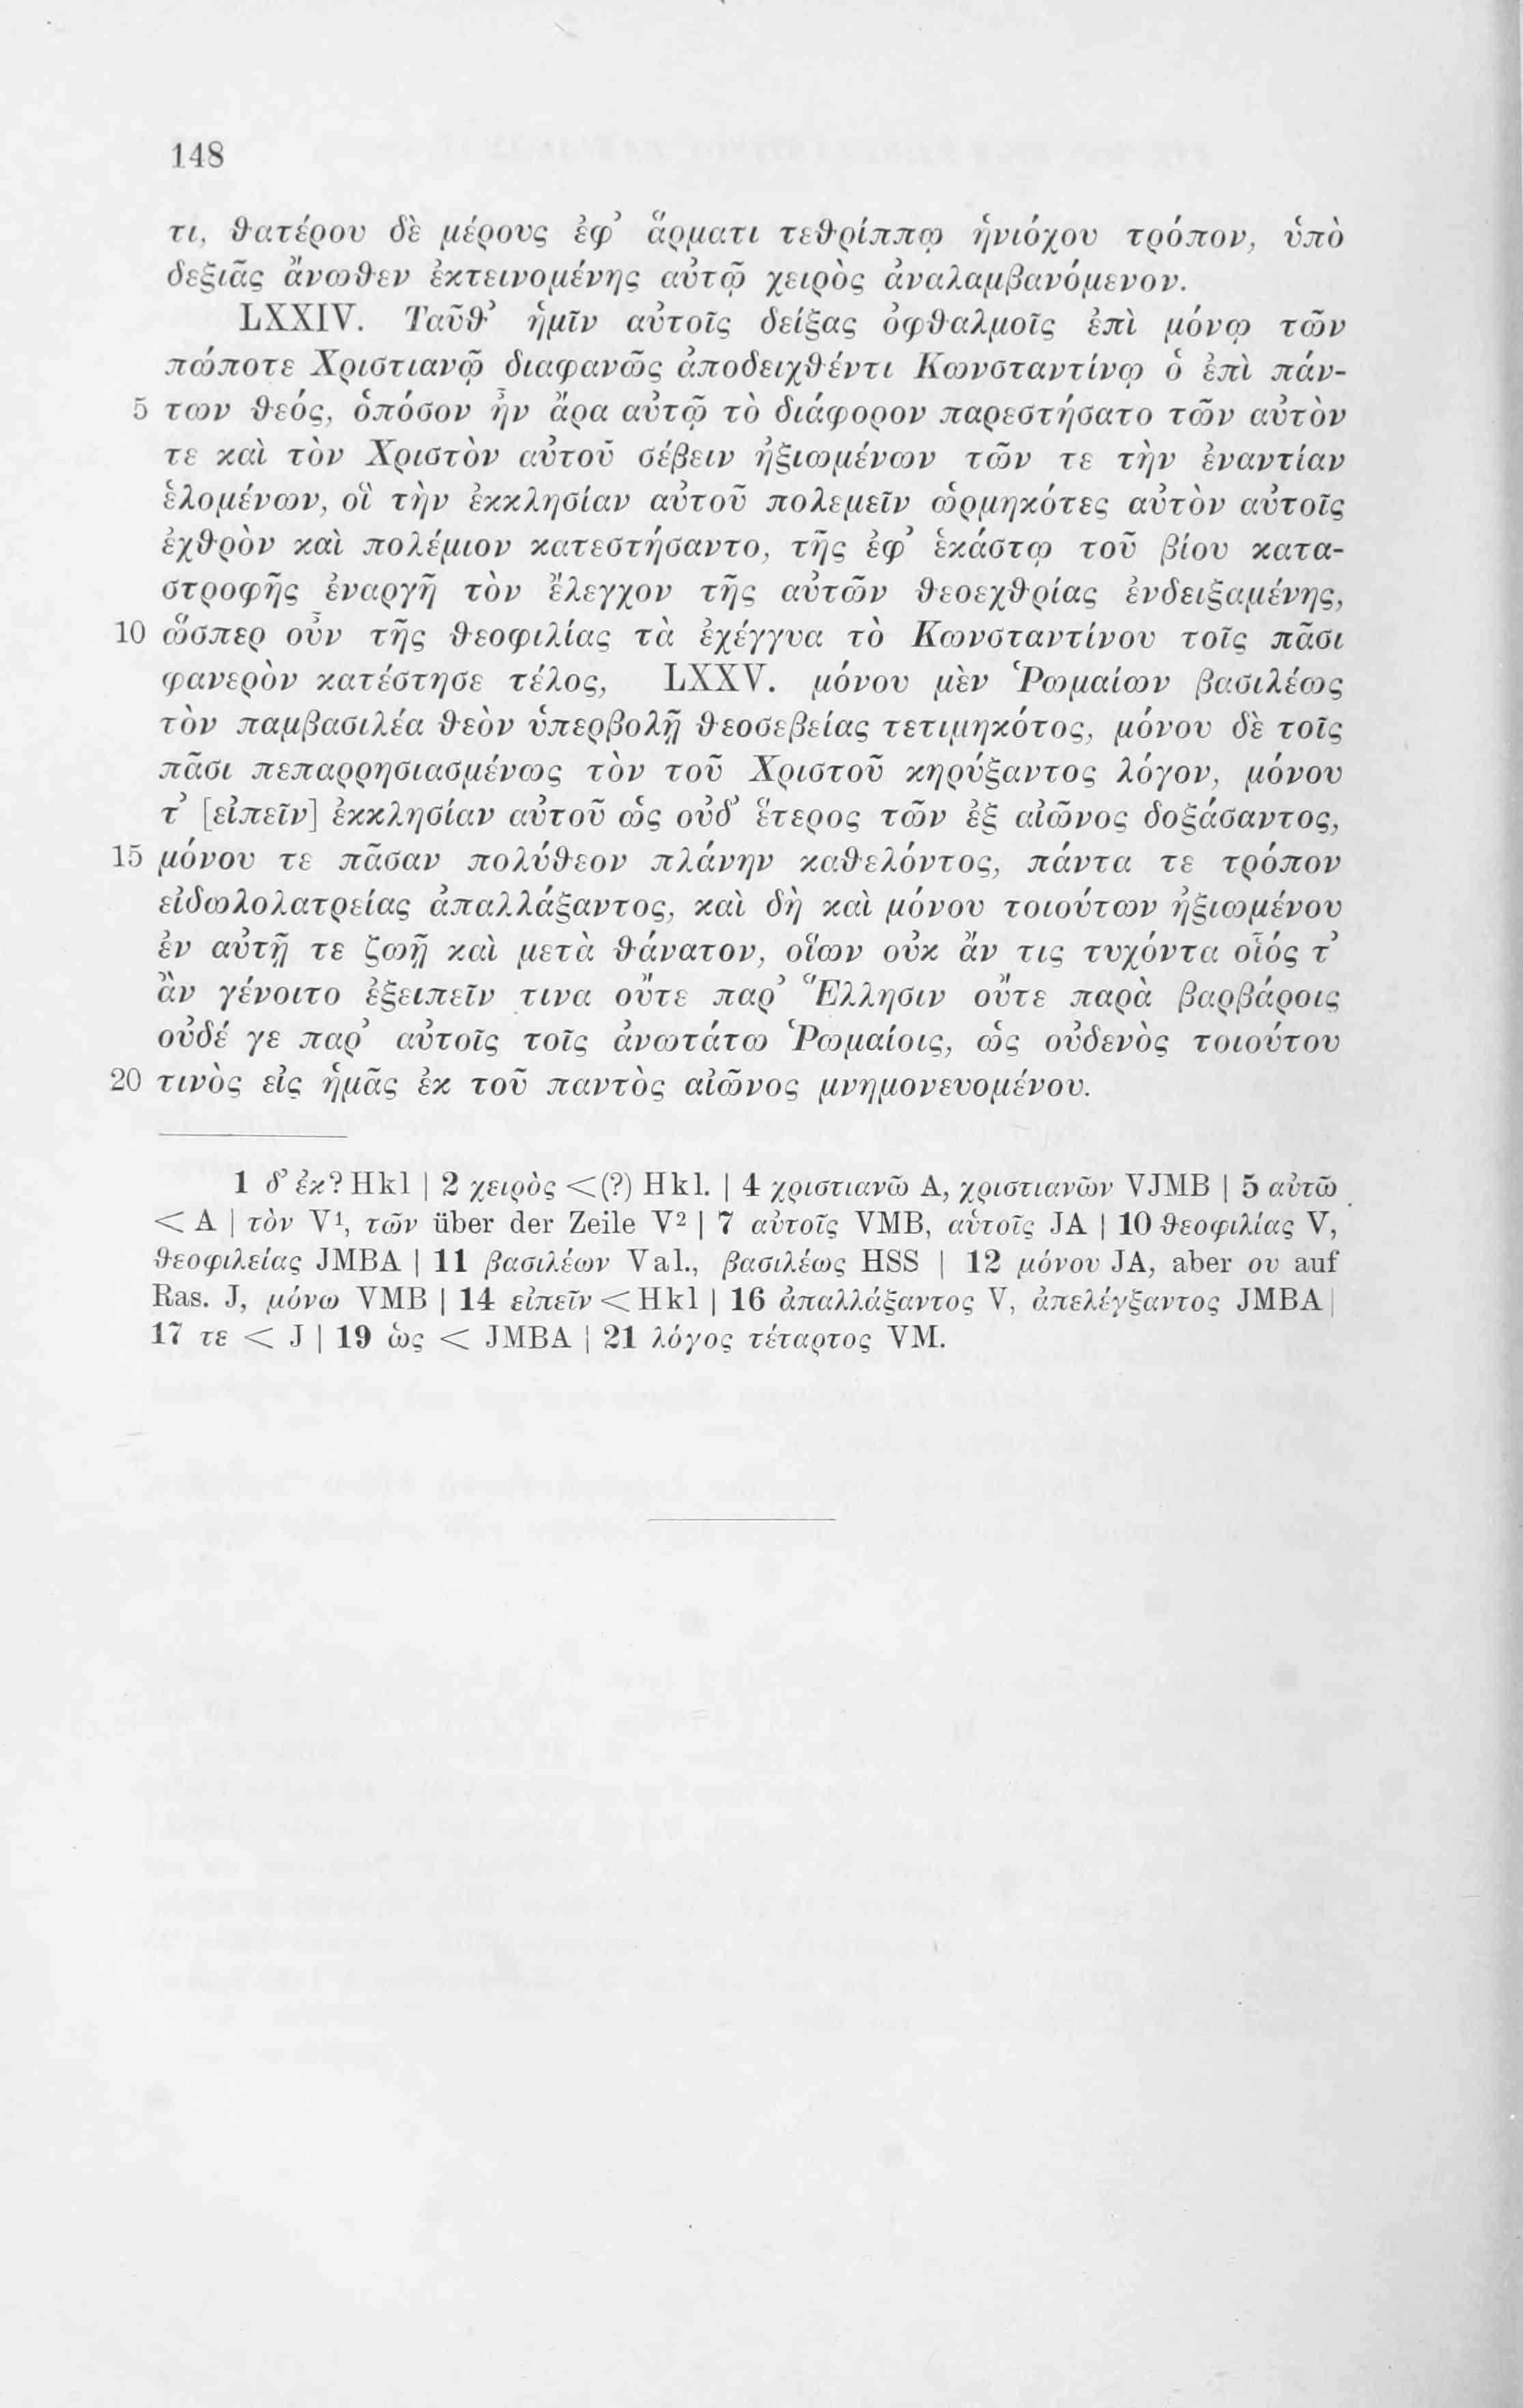 148
τι, θατέρου δὲ μέρους ἐφ’ ἅρματι τεθρίππῳ ἡνιόχου τρόπον, ὑπὸ
δεξιᾶς ἄνωθεν ἐκτεινομένης αὐτῷ χειρὸς ἀναλαμβανόμενον.
LXXIV. Ταῦθ’ ἡμῖν αὐτοῖς δείξας ὀφθαλμοῖς ἐπὶ μόνῳ τῶν
πώποτε Χριστιανῷ διαφανῶς ἀποδειχθέντι Κωνσταντίνῳ ὁ ἐπὶ πάν-
5 των θεός, ὁπόσον ἦν ἄρα αὐτῷ τὸ διάφορον παρεστήσατο τῶν αὐτὸν
τε καὶ τὸν Χριστὸν αὐτοῦ σέβειν ἠξιωμένων τῶν τε τὴν ἐναντίαν
ἑλομένων, οἳ τὴν ἐκκλησίαν αὐτοῦ πολεμεῖν ὡρμηκότες αὐτὸν αὐτοῖς
ἐχθρὸν καὶ πολέμιον κατεστήσαντο, τῆς ἐφ’ ἑκάστῳ τοῦ βίου κατα-
στροφῆς ἐναργῆ τὸν ἔλεγχον τῆς αὐτῶν θεοεχθρίας ἐνδειξαμένης,
10 ὥσπερ οὖν τῆς θεοφιλίας τὰ ἐχέγγυα τὸ Κωνσταντίνου τοῖς πᾶσι
φανερὸν κατέστησε τέλος, LXXV. μόνου μὲν Ῥωμαίων βασιλέως
τὸν παμβασιλέα θεὸν ὑπερβολῇ θεοσεβείας τετιμηκότος, μόνου δὲ τοῖς
πᾶσι πεπαρρησιασμένως τὸν τοῦ Χριστοῦ κηρύξαντος λόγον, μόνου
τ’ [εἰπεῖν] ἐκκλησίαν αὐτοῦ ὡς οὐδ’ ἕτερος τῶν ἐξ αἰῶνος δοξάσαντος,
15 μόνου τε πᾶσαν πολύθεον πλάνην καθελόντος, πάντα τε τρόπον
εἰδωλολατρείας ἀπαλλάξαντος, καὶ δὴ καὶ μόνου τοιούτων ἠξιωμένου
ἐν αὐτῇ τε ζωῇ καὶ μετὰ θάνατον, οἵων οὐκ ἄν τις τυχόντα οἷός τ’
ἂν γένοιτο ἐξειπεῖν τινα οὔτε παρ’ Ἕλλησιν οὔτε παρὰ βαρβάροις
οὐδέ γε παρ’ αὐτοῖς τοῖς ἀνωτάτω Ῥωμαίοις, ὡς οὐδενὸς τοιούτου
20 τινὸς εἰς ἡμᾶς ἐκ τοῦ παντὸς αἰῶνος μνημονευομένου.
1 δ’ ἐκ? Hkl | 2 χειρὸς <(?) Hkl. | 4 χριστιανῶ A, χριστιανῶν VJMB | 5 αὐτῶ
< A | τὸν V¹, τῶν über der Zeile V² | 7 αὐτοῖς VMB, αὑτοῖς JA | 10 θεοφιλίας V,
θεοφιλείας JMBA | 11 βασιλέων Val., βασιλέως HSS | 12 μόνου JA, aber ου auf
Ras. J, μόνω VMB | 14 εἰπεῖν < Hkl | 16 ἀπαλλάξαντος V, ἀπελέγξαντος JMBA |
17 τε < J | 19 ὡς < JMBA | 21 λόγος τέταρτος VM.